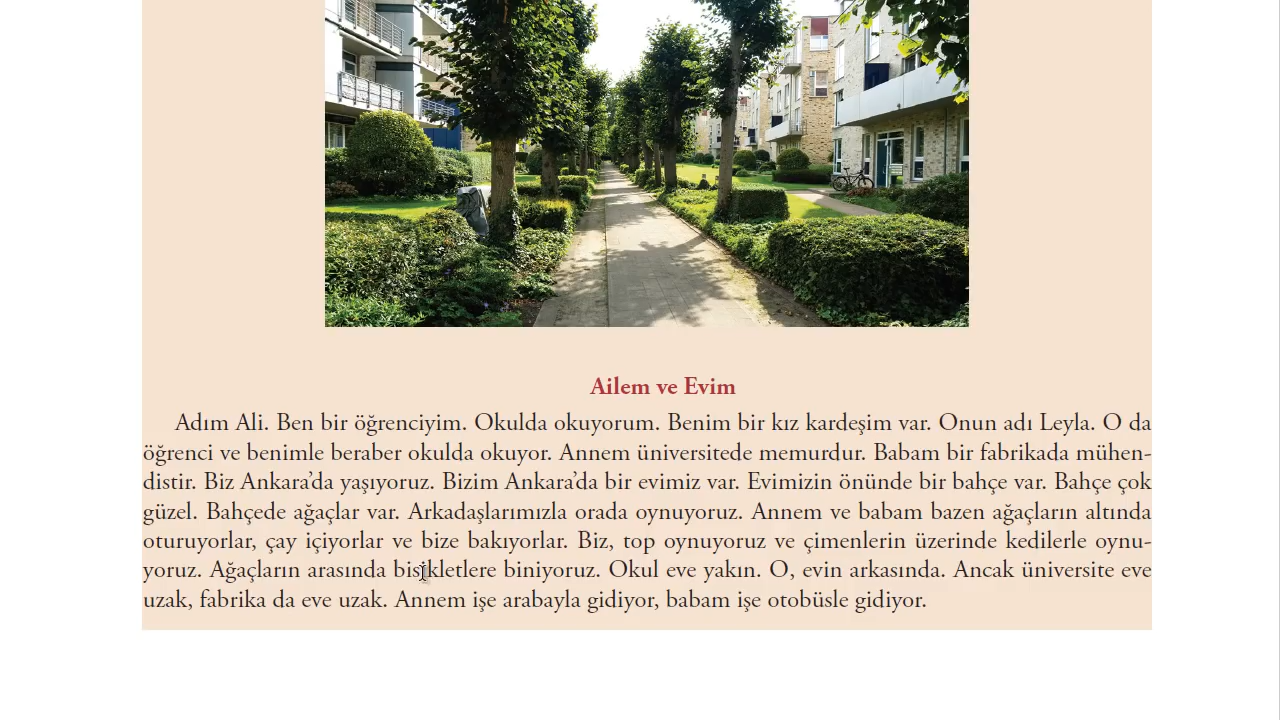 Ailem ve Evim
Adım Ali. Ben bir öğrenciyim. Okulda okuyorum. Benim bir kız kardeşim var. Onun adı Leyla. O da
öğrenci ve benimle beraber okulda okuyor. Annem üniversitede memurdur. Babam bir fabrikada mühen-
distir. Biz Ankara’da yaşıyoruz. Bizim Ankara’da bir evimiz var. Evimizin önünde bir bahçe var. Bahçe çok
güzel. Bahçede ağaçlar var. Arkadaşlarımızla orada oynuyoruz. Annem ve babam bazen ağaçların altında
oturuyorlar, çay içiyorlar ve bize bakıyorlar. Biz, top oynuyoruz ve çimenlerin üzerinde kedilerle oynu-
yoruz. Ağaçların arasında bisikletlere biniyoruz. Okul eve yakın. O, evin arkasında. Ancak üniversite eve
uzak, fabrika da eve uzak. Annem işe arabayla gidiyor, babam işe otobüsle gidiyor.